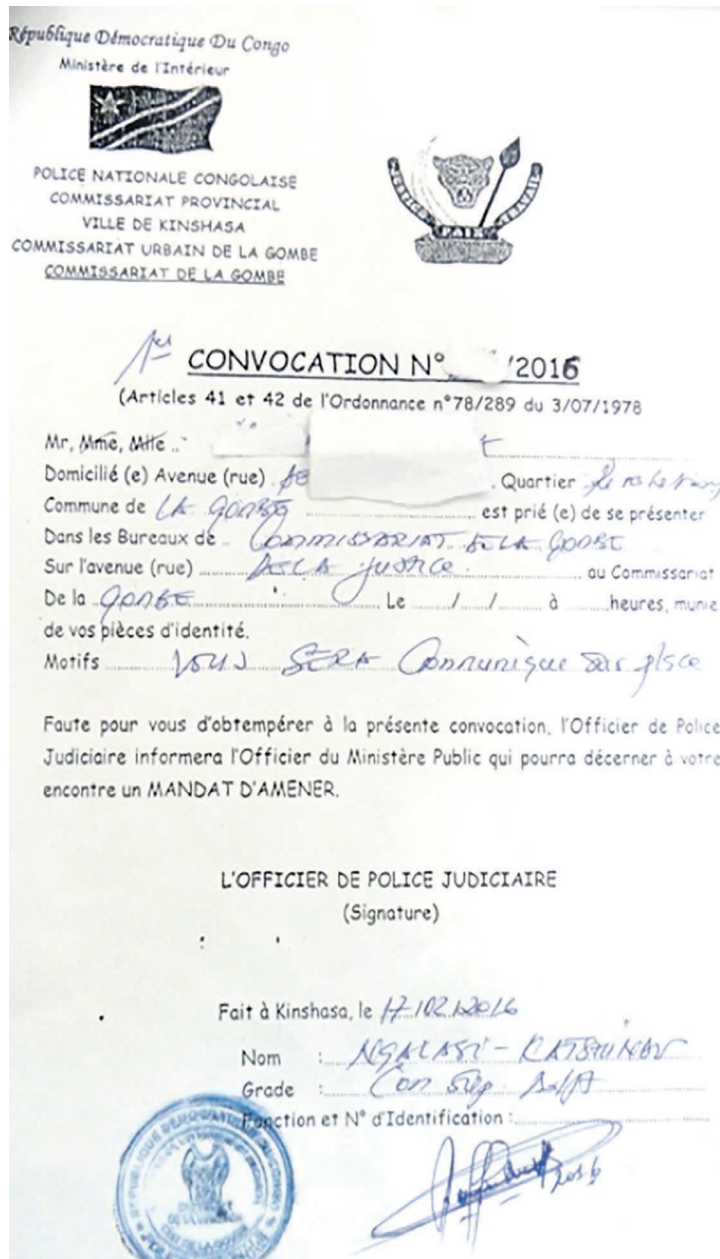 République Démocratique Du Congo
Ministère de l'Intérieur
POLICE NATIONALE CONGOLAISE
COMMISSARIAT PROVINCIAL
VILLE DE KINSHASA
COMMISSARIAT URBAIN DE LA GOMBE
COMMISSARIAT DE LA GOMBE
JUSTICE PAIX TRAVAIL
CONVOCATION N° /2016
(Articles 41 et 42 de l'Ordonnance n°78/289 du 3/07/1978
Mr, Mme, Mlle ..
Domicilié (e) Avenue (rue) . Quartier
Commune de LA GOMBE est prié (e) de se présenter
Dans les Bureaux de .. COMMISSARIAT DE LA GOMBE
Sur l'avenue (rue) DE LA JUSTICE au Commissariat
De la GOMBE Le / / à heures, munie
de vos pièces d'identité.
Motifs VOUS SERA Communiqué sur place
Faute pour vous d'obtempérer à la présente convocation, l'Officier de Police
Judiciaire informera l'Officier du Ministère Public qui pourra décerner à votre
encontre un MANDAT D'AMENER.
L'OFFICIER DE POLICE JUDICIAIRE
(Signature)
Fait à Kinshasa, le 17/02/2016
Nom :
Grade :
Fonction et N° d'Identification :
2016